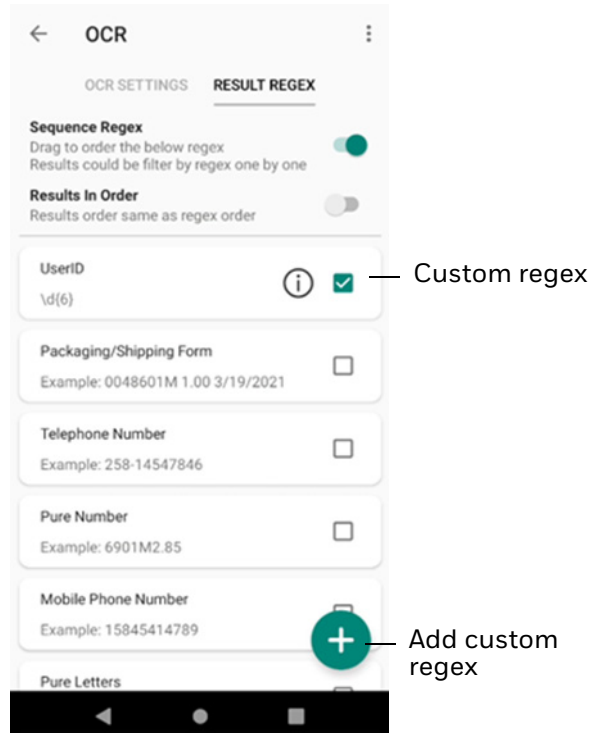 OCR
OCR SETTINGS RESULT REGEX
Sequence Regex
Drag to order the below regex
Results could be filter by regex one by one
Results In Order
Results order same as regex order
UserID
\d{6}
Custom regex
Packaging/Shipping Form
Example: 0048601M 1.00 3/19/2021
Telephone Number
Example: 258-14547846
Pure Number
Example: 6901M2.85
Mobile Phone Number
Example: 15845414789
Add custom
regex
Pure Letters